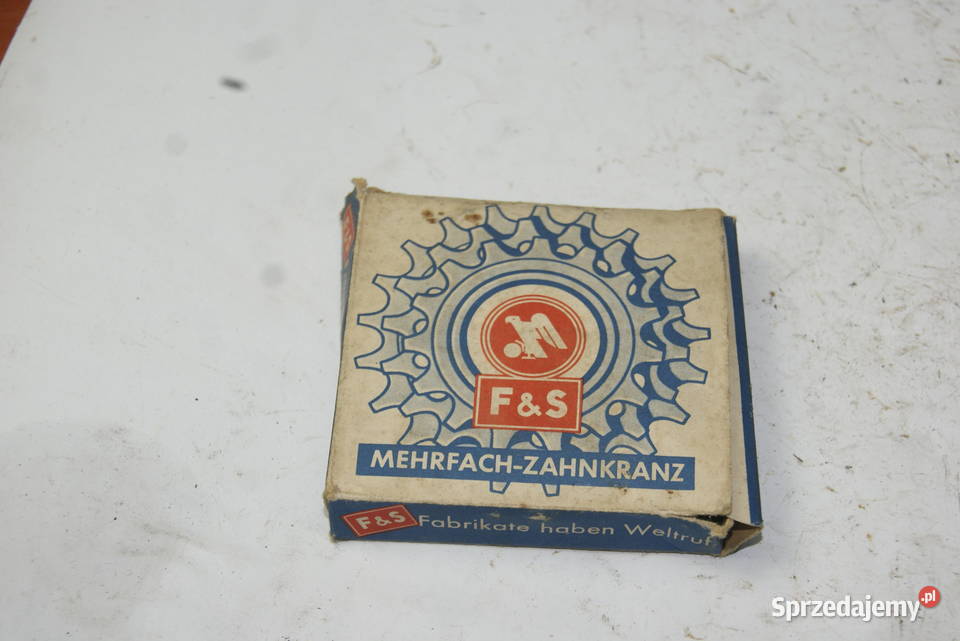 F&S
MEHRFACH-ZAHNKRANZ
F&S Fabrikate haben Weltruf
Sprzedajemy.pl